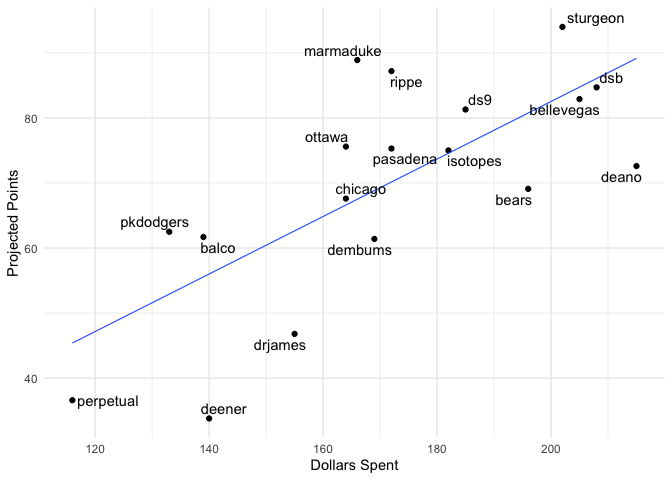 sturgeon
marmaduke
rippe
dsb
ds9
bellevegas
80
ottawa
pasadena
isotopes
deano
chicago
bears
pkdodgers
balco
dembums
60
drjames
40
perpetual
deener
Projected Points
120
140
160
180
200
Dollars Spent